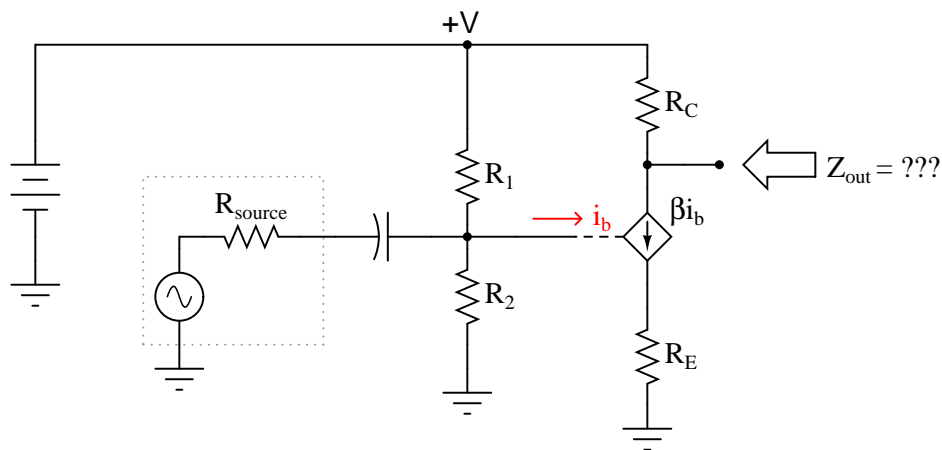 +V
R_C
R_1
Z_out = ???
R_source
i_b
βi_b
R_2
R_E